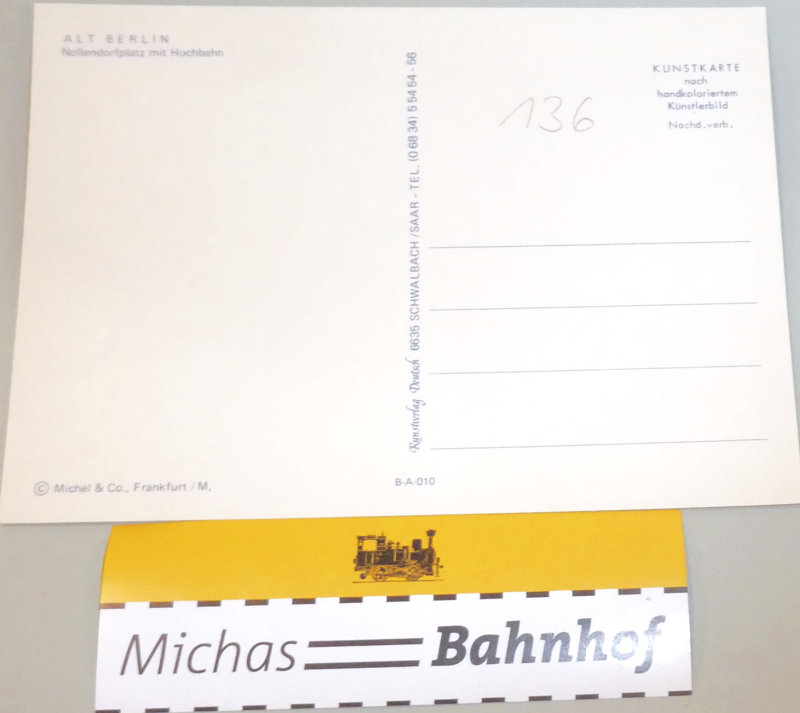 ALT BERLIN
Nollendorfplatz mit Hochbahn
KUNSTKARTE
nach
handkoloriertem
Künstlerbild
Nachd. verb.
136
Kunstverlag Deutsch 6635 SCHWALBACH/SAAR - TEL. (0 68 34) 5 54 54 - 56
© Michel & Co., Frankfurt / M.
B-A-010
Michas Bahnhof